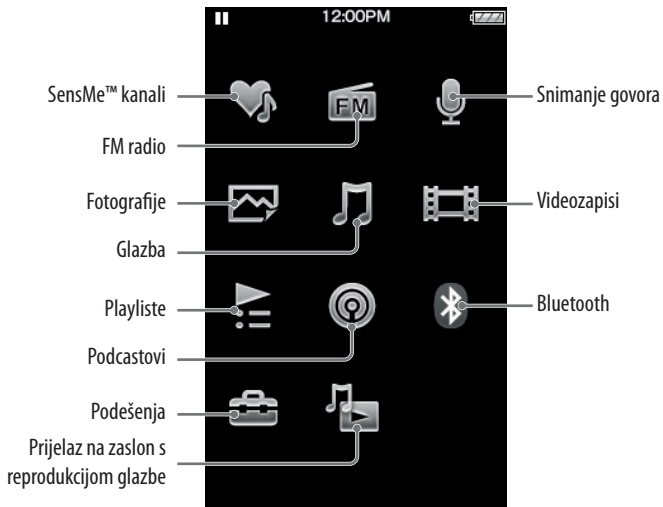 12:00PM
SensMe™ kanali
FM
Snimanje govora
FM radio
Fotografije
Videozapisi
Glazba
Playliste
Bluetooth
Podcastovi
Podešenja
Prijelaz na zaslon s
reprodukcijom glazbe